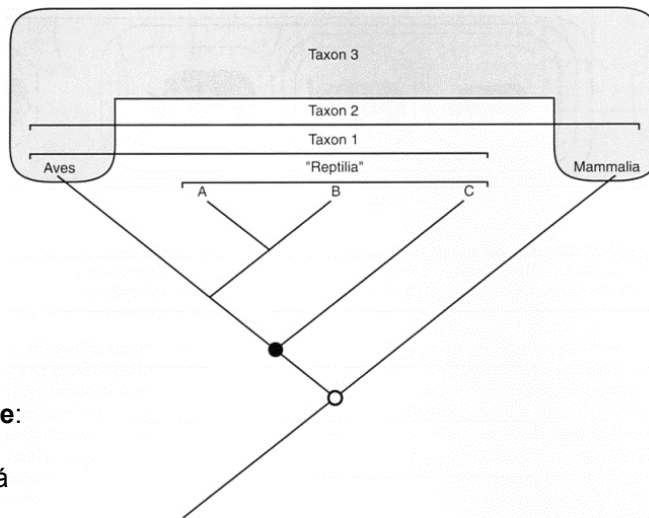 Taxon 3
Taxon 2
Taxon 1
Aves
"Reptilia"
Mammalia
A B C
e:
á